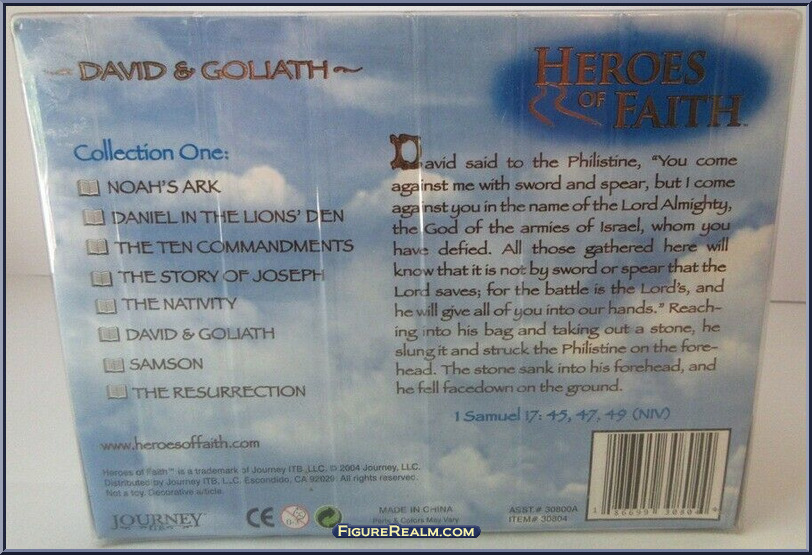 ~ DAVID & GOLIATH ~
HEROES
OF FAITH™
Collection One:
NOAH'S ARK
DANIEL IN THE LIONS' DEN
THE TEN COMMANDMENTS
THE STORY OF JOSEPH
THE NATIVITY
DAVID & GOLIATH
SAMSON
THE RESURRECTION
David said to the Philistine, "You come
against me with sword and spear, but I come
against you in the name of the Lord Almighty,
the God of the armies of Israel, whom you
have defied. All those gathered here will
know that it is not by sword or spear that the
Lord saves; for the battle is the Lord's, and
he will give all of you into our hands." Reach-
ing into his bag and taking out a stone, he
slung it and struck the Philistine on the fore-
head. The stone sank into his forehead, and
he fell facedown on the ground.
1 Samuel 17: 45, 47, 49 (NIV)
www.heroesoffaith.com
Heroes of Faith™ is a trademark of Journey ITB, LLC. © 2004 Journey, LLC.
Distributed by Journey ITB, LLC. Escondido, CA 92029 All rights reserved.
Not a toy. Decorative article.
JOURNEY
CE
0-3
MADE IN CHINA
Parts & Colors May Vary
ASST.# 30800A
ITEM# 30804
FIGUREREALM.COM